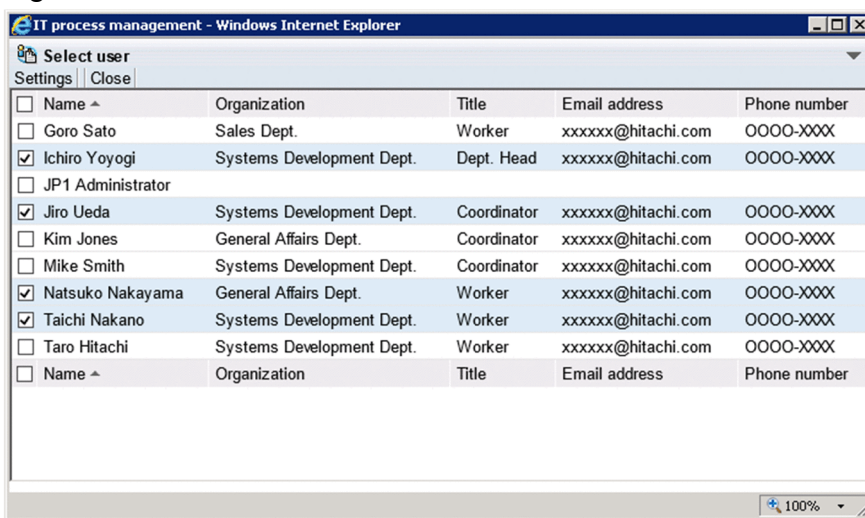 IT process management - Windows Internet Explorer
Select user
Settings Close
Name Organization Title Email address Phone number
Goro Sato Sales Dept. Worker xxxxxx@hitachi.com OOOO-XXXX
Ichiro Yoyogi Systems Development Dept. Dept. Head xxxxxx@hitachi.com OOOO-XXXX
JP1 Administrator
Jiro Ueda Systems Development Dept. Coordinator xxxxxx@hitachi.com OOOO-XXXX
Kim Jones General Affairs Dept. Coordinator xxxxxx@hitachi.com OOOO-XXXX
Mike Smith Systems Development Dept. Coordinator xxxxxx@hitachi.com OOOO-XXXX
Natsuko Nakayama General Affairs Dept. Worker xxxxxx@hitachi.com OOOO-XXXX
Taichi Nakano Systems Development Dept. Worker xxxxxx@hitachi.com OOOO-XXXX
Taro Hitachi Systems Development Dept. Worker xxxxxx@hitachi.com OOOO-XXXX
Name Organization Title Email address Phone number
100%